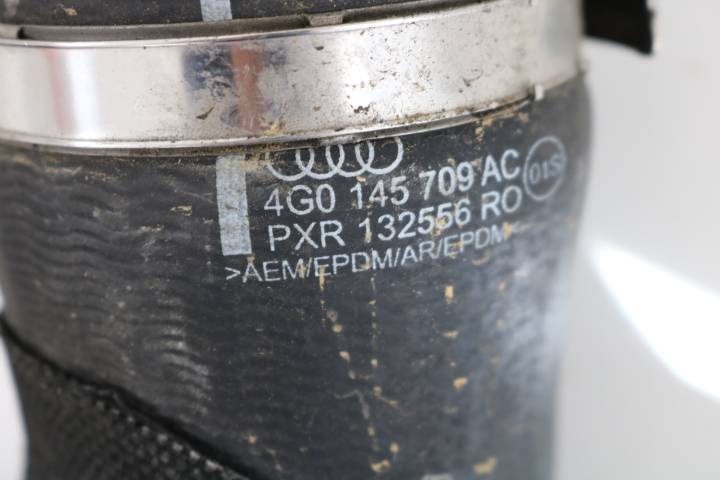 4G0 145 709 AC
01S
PXR 132556 RO
>AEM/EPDM/AR/EPDM